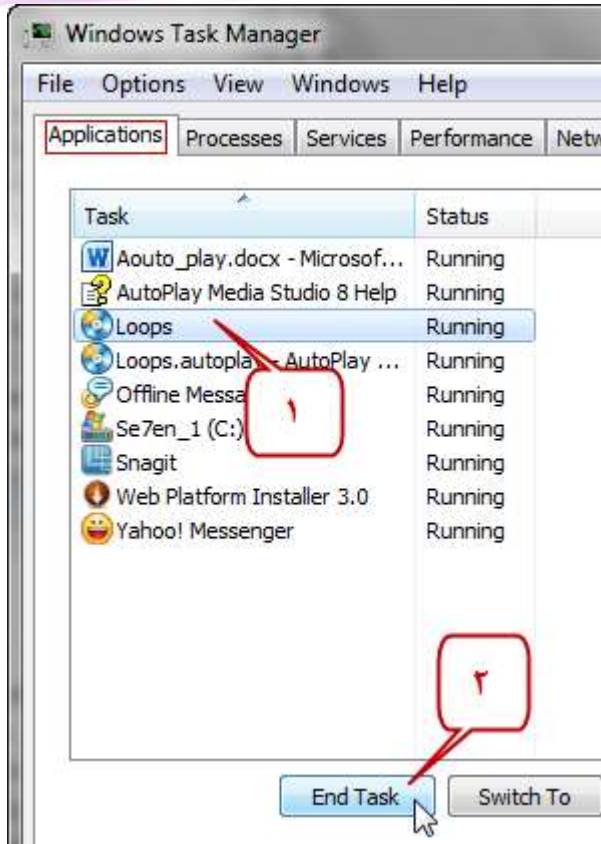 Windows Task Manager
File Options View Windows Help
Applications Processes Services Performance Netw
Task Status
Aouto_play.docx - Microsof... Running
AutoPlay Media Studio 8 Help Running
Loops Running
Loops.autopla - AutoPlay ... Running
Offline Messa Running
Se7en_1 (C:) Running
Snagit Running
Web Platform Installer 3.0 Running
Yahoo! Messenger Running
۱
۲
End Task Switch To